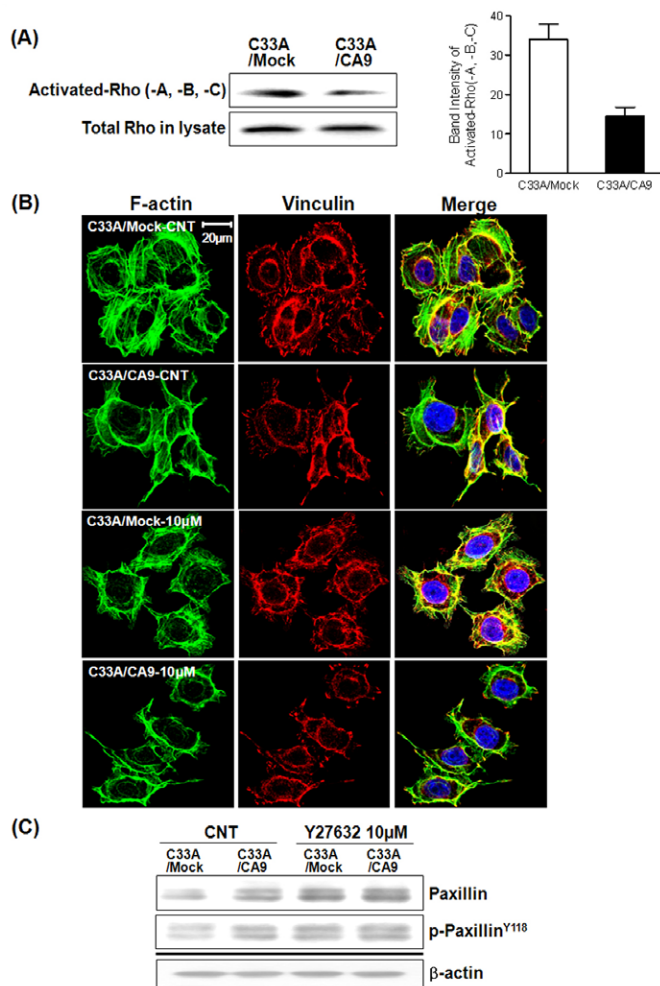 (A)
C33A
/Mock
C33A
/CA9
Activated-Rho (-A, -B, -C)
Total Rho in lysate
Band Intensity of
Activated-Rho(-A, -B,-C)
40
30
20
10
0
C33A/Mock
C33A/CA9
(B)
F-actin
Vinculin
Merge
C33A/Mock-CNT
20μm
C33A/CA9-CNT
C33A/Mock-10μM
C33A/CA9-10μM
(C)
CNT
Y27632 10μM
C33A
/Mock
C33A
/CA9
C33A
/Mock
C33A
/CA9
Paxillin
p-Paxillin^Y118
β-actin